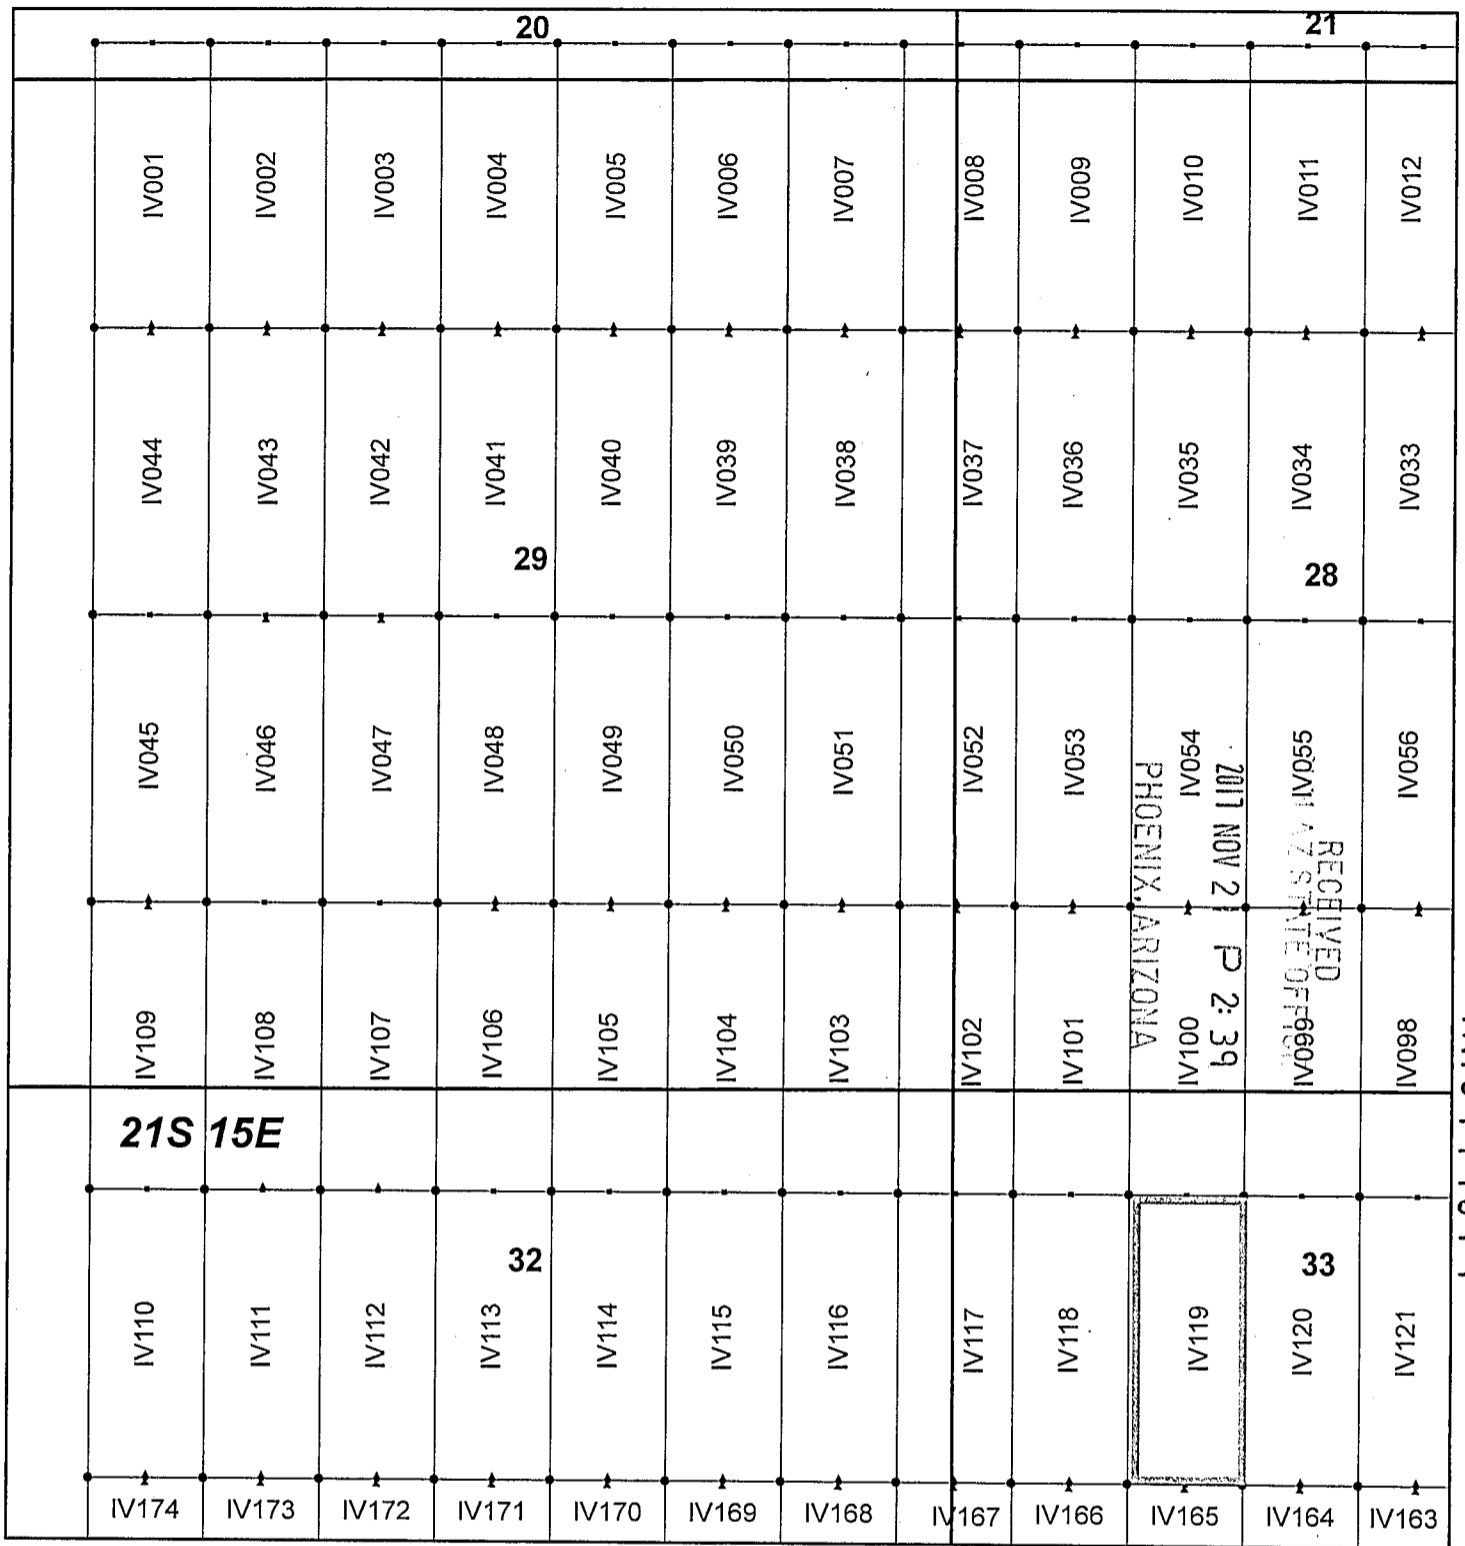 20 21
IV001 IV002 IV003 IV004 IV005 IV006 IV007 IV008 IV009 IV010 IV011 IV012
IV044 IV043 IV042 IV041 IV040 IV039 IV038 IV037 IV036 IV035 IV034 IV033
29 28
IV045 IV046 IV047 IV048 IV049 IV050 IV051 IV052 IV053 IV054 IV055 IV056
RECEIVED
AZ STATE OFFICE
2017 NOV 21 P 2:39
PHOENIX, ARIZONA
IV109 IV108 IV107 IV106 IV105 IV104 IV103 IV102 IV101 IV100 IV099 IV098
21S 15E
32 33
IV110 IV111 IV112 IV113 IV114 IV115 IV116 IV117 IV118 IV119 IV120 IV121
IV174 IV173 IV172 IV171 IV170 IV169 IV168 IV167 IV166 IV165 IV164 IV163